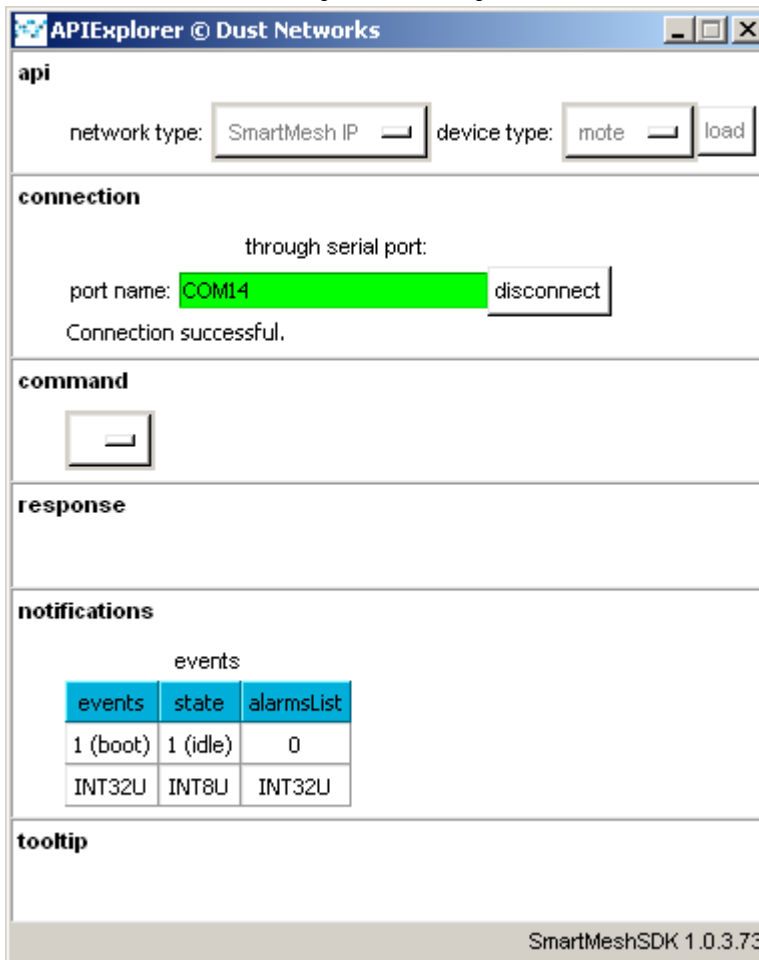 APIExplorer © Dust Networks
api
network type: SmartMesh IP device type: mote load
connection
through serial port:
port name: COM14 disconnect
Connection successful.
command
response
notifications
events
events state alarmsList
1 (boot) 1 (idle) 0
INT32U INT8U INT32U
tooltip
SmartMeshSDK 1.0.3.73